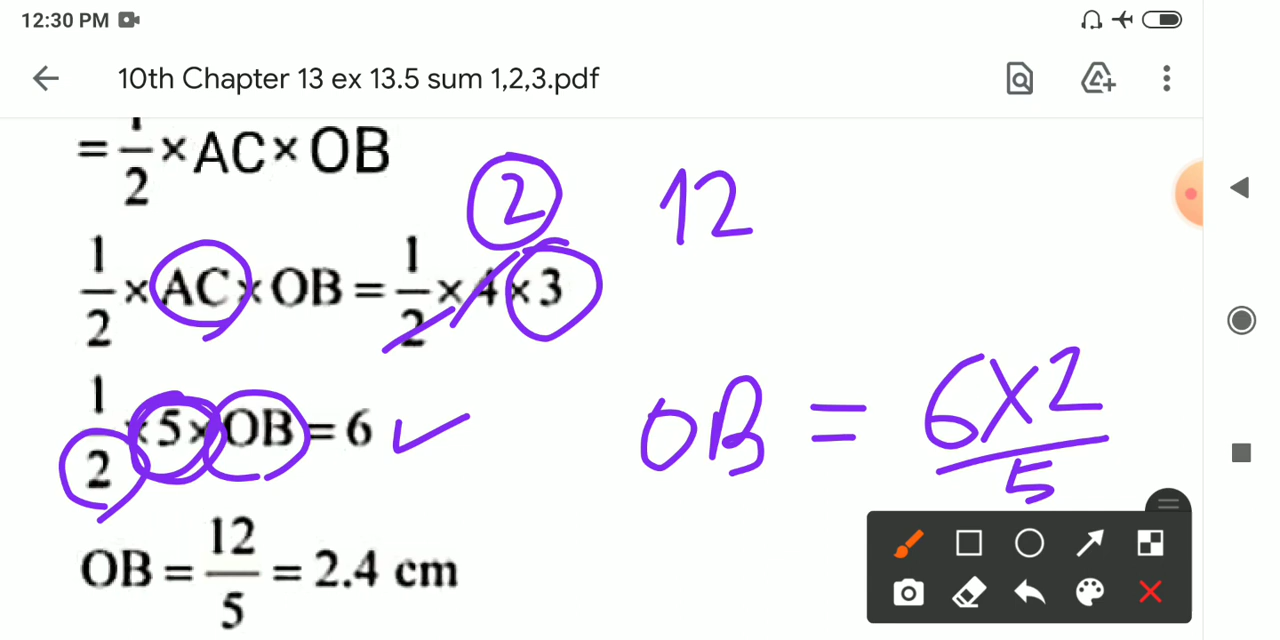 12:30 PM
10th Chapter 13 ex 13.5 sum 1,2,3.pdf
= 1/2 × AC × OB
2 12
1/2 × AC × OB = 1/2 × 4 × 3
1/2 × 5 × OB = 6 ✓
OB = 6×2/5
OB = 12/5 = 2.4 cm